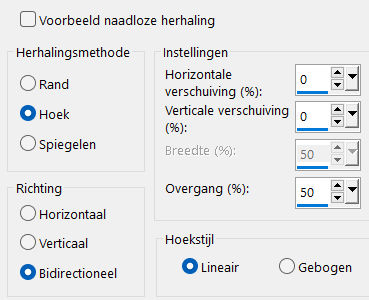 Voorbeeld naadloze herhaling
Herhalingsmethode
Rand
Hoek
Spiegelen
Richting
Horizontaal
Verticaal
Bidirectioneel
Instellingen
Horizontale
verschuiving (%):
0
Verticale verschuiving
(%):
0
Breedte (%):
50
Overgang (%):
50
Hoekstijl
Lineair
Gebogen